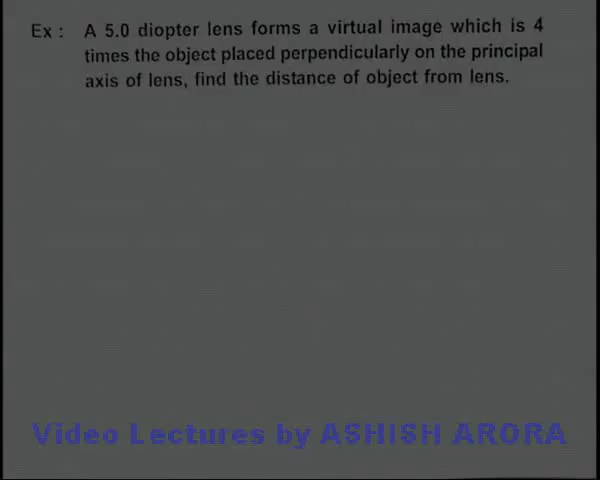 Ex : A 5.0 diopter lens forms a virtual image which is 4
times the object placed perpendicularly on the principal
axis of lens, find the distance of object from lens.
Video Lectures by ASHISH ARORA